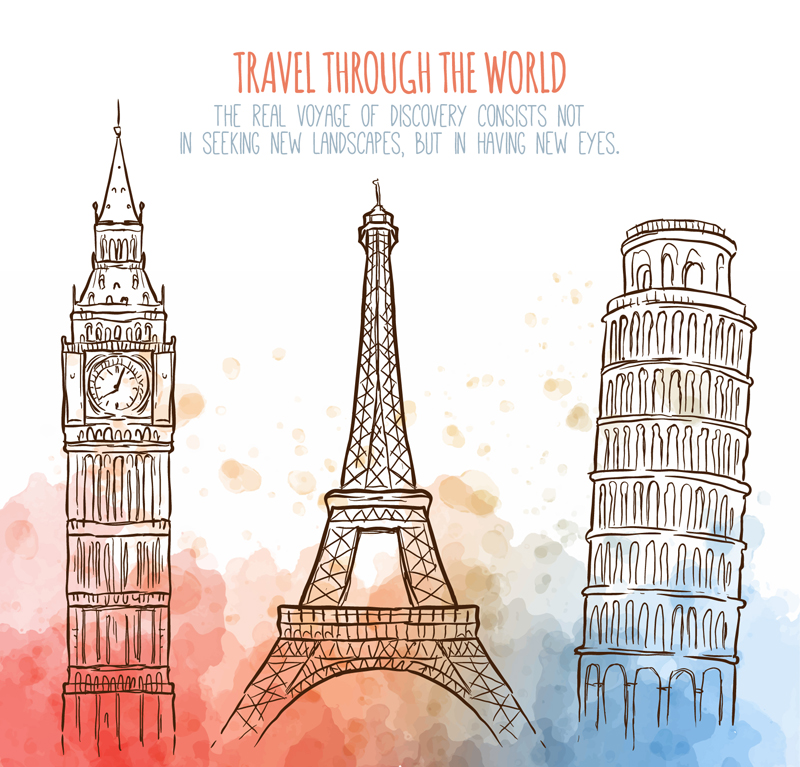 TRAVEL THROUGH THE WORLD
THE REAL VOYAGE OF DISCOVERY CONSISTS NOT
IN SEEKING NEW LANDSCAPES, BUT IN HAVING NEW EYES.